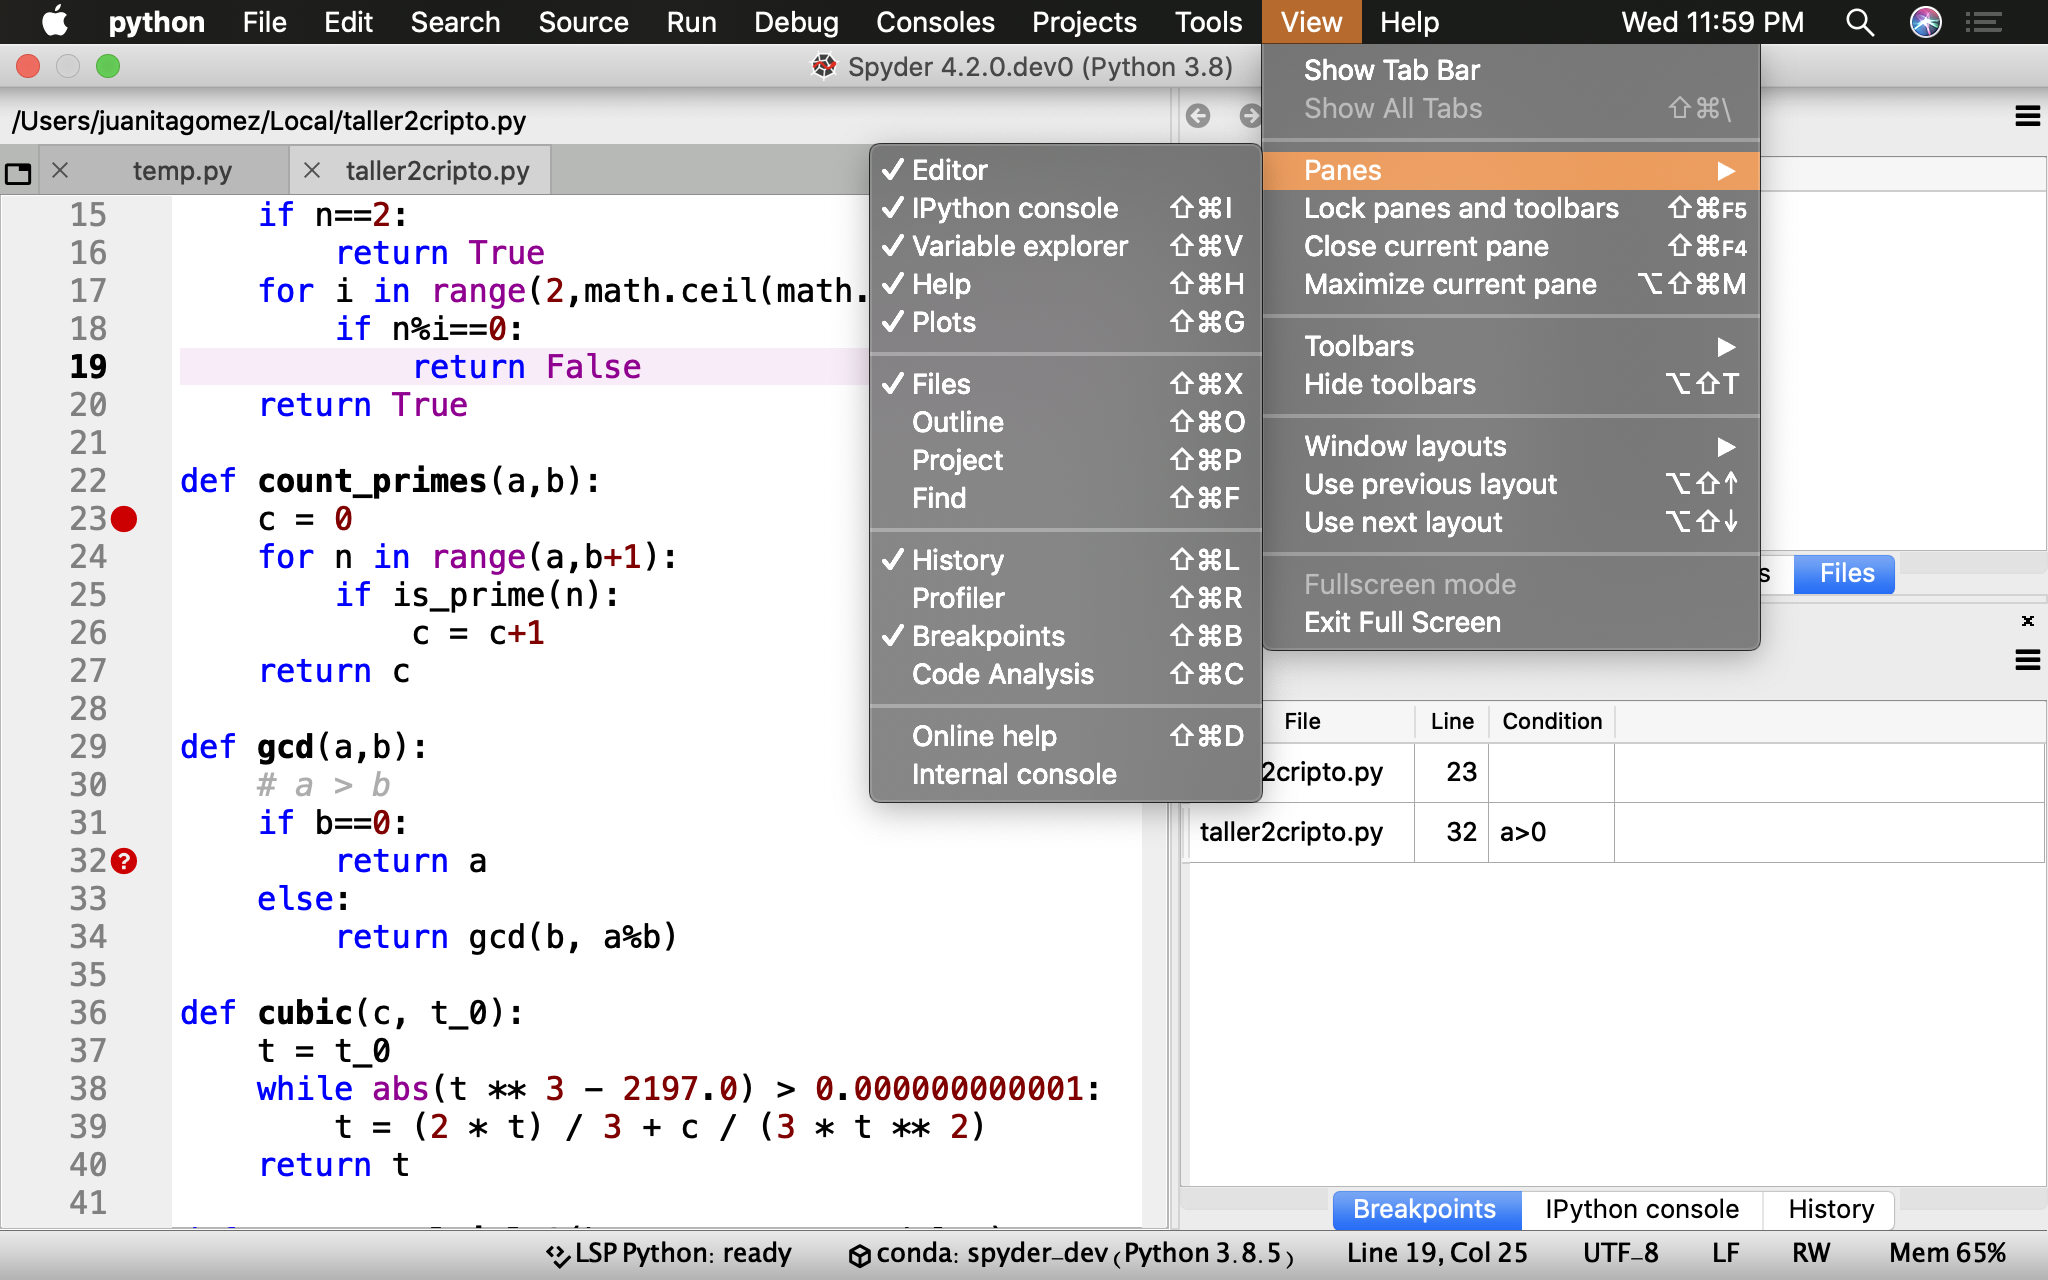 python File Edit Search Source Run Debug Consoles Projects Tools View Help Wed 11:59 PM
Spyder 4.2.0.dev0 (Python 3.8)
/Users/juanitagomez/Local/taller2cripto.py
temp.py
taller2cripto.py
15 if n==2:
16 return True
17 for i in range(2,math.ceil(math.
18 if n%i==0:
19 return False
20 return True
21
22 def count_primes(a,b):
23 c = 0
24 for n in range(a,b+1):
25 if is_prime(n):
26 c = c+1
27 return c
28
29 def gcd(a,b):
30 # a > b
31 if b==0:
32 ? return a
33 else:
34 return gcd(b, a%b)
35
36 def cubic(c, t_0):
37 t = t_0
38 while abs(t ** 3 - 2197.0) > 0.000000000001:
39 t = (2 * t) / 3 + c / (3 * t ** 2)
40 return t
41
✓ Editor
✓ IPython console ⇧⌘I
✓ Variable explorer ⇧⌘V
✓ Help ⇧⌘H
✓ Plots ⇧⌘G
✓ Files ⇧⌘X
Outline ⇧⌘O
Project ⇧⌘P
Find ⇧⌘F
✓ History ⇧⌘L
Profiler ⇧⌘R
✓ Breakpoints ⇧⌘B
Code Analysis ⇧⌘C
Online help ⇧⌘D
Internal console
Show Tab Bar
Show All Tabs ⇧⌘\
Panes ▶
Lock panes and toolbars ⇧⌘F5
Close current pane ⇧⌘F4
Maximize current pane ⌥⇧⌘M
Toolbars ▶
Hide toolbars ⌥⇧T
Window layouts ▶
Use previous layout ⌥⇧↑
Use next layout ⌥⇧↓
Fullscreen mode
Exit Full Screen
s Files
File Line Condition
2cripto.py 23
taller2cripto.py 32 a>0
Breakpoints IPython console History
LSP Python: ready conda: spyder_dev (Python 3.8.5) Line 19, Col 25 UTF-8 LF RW Mem 65%